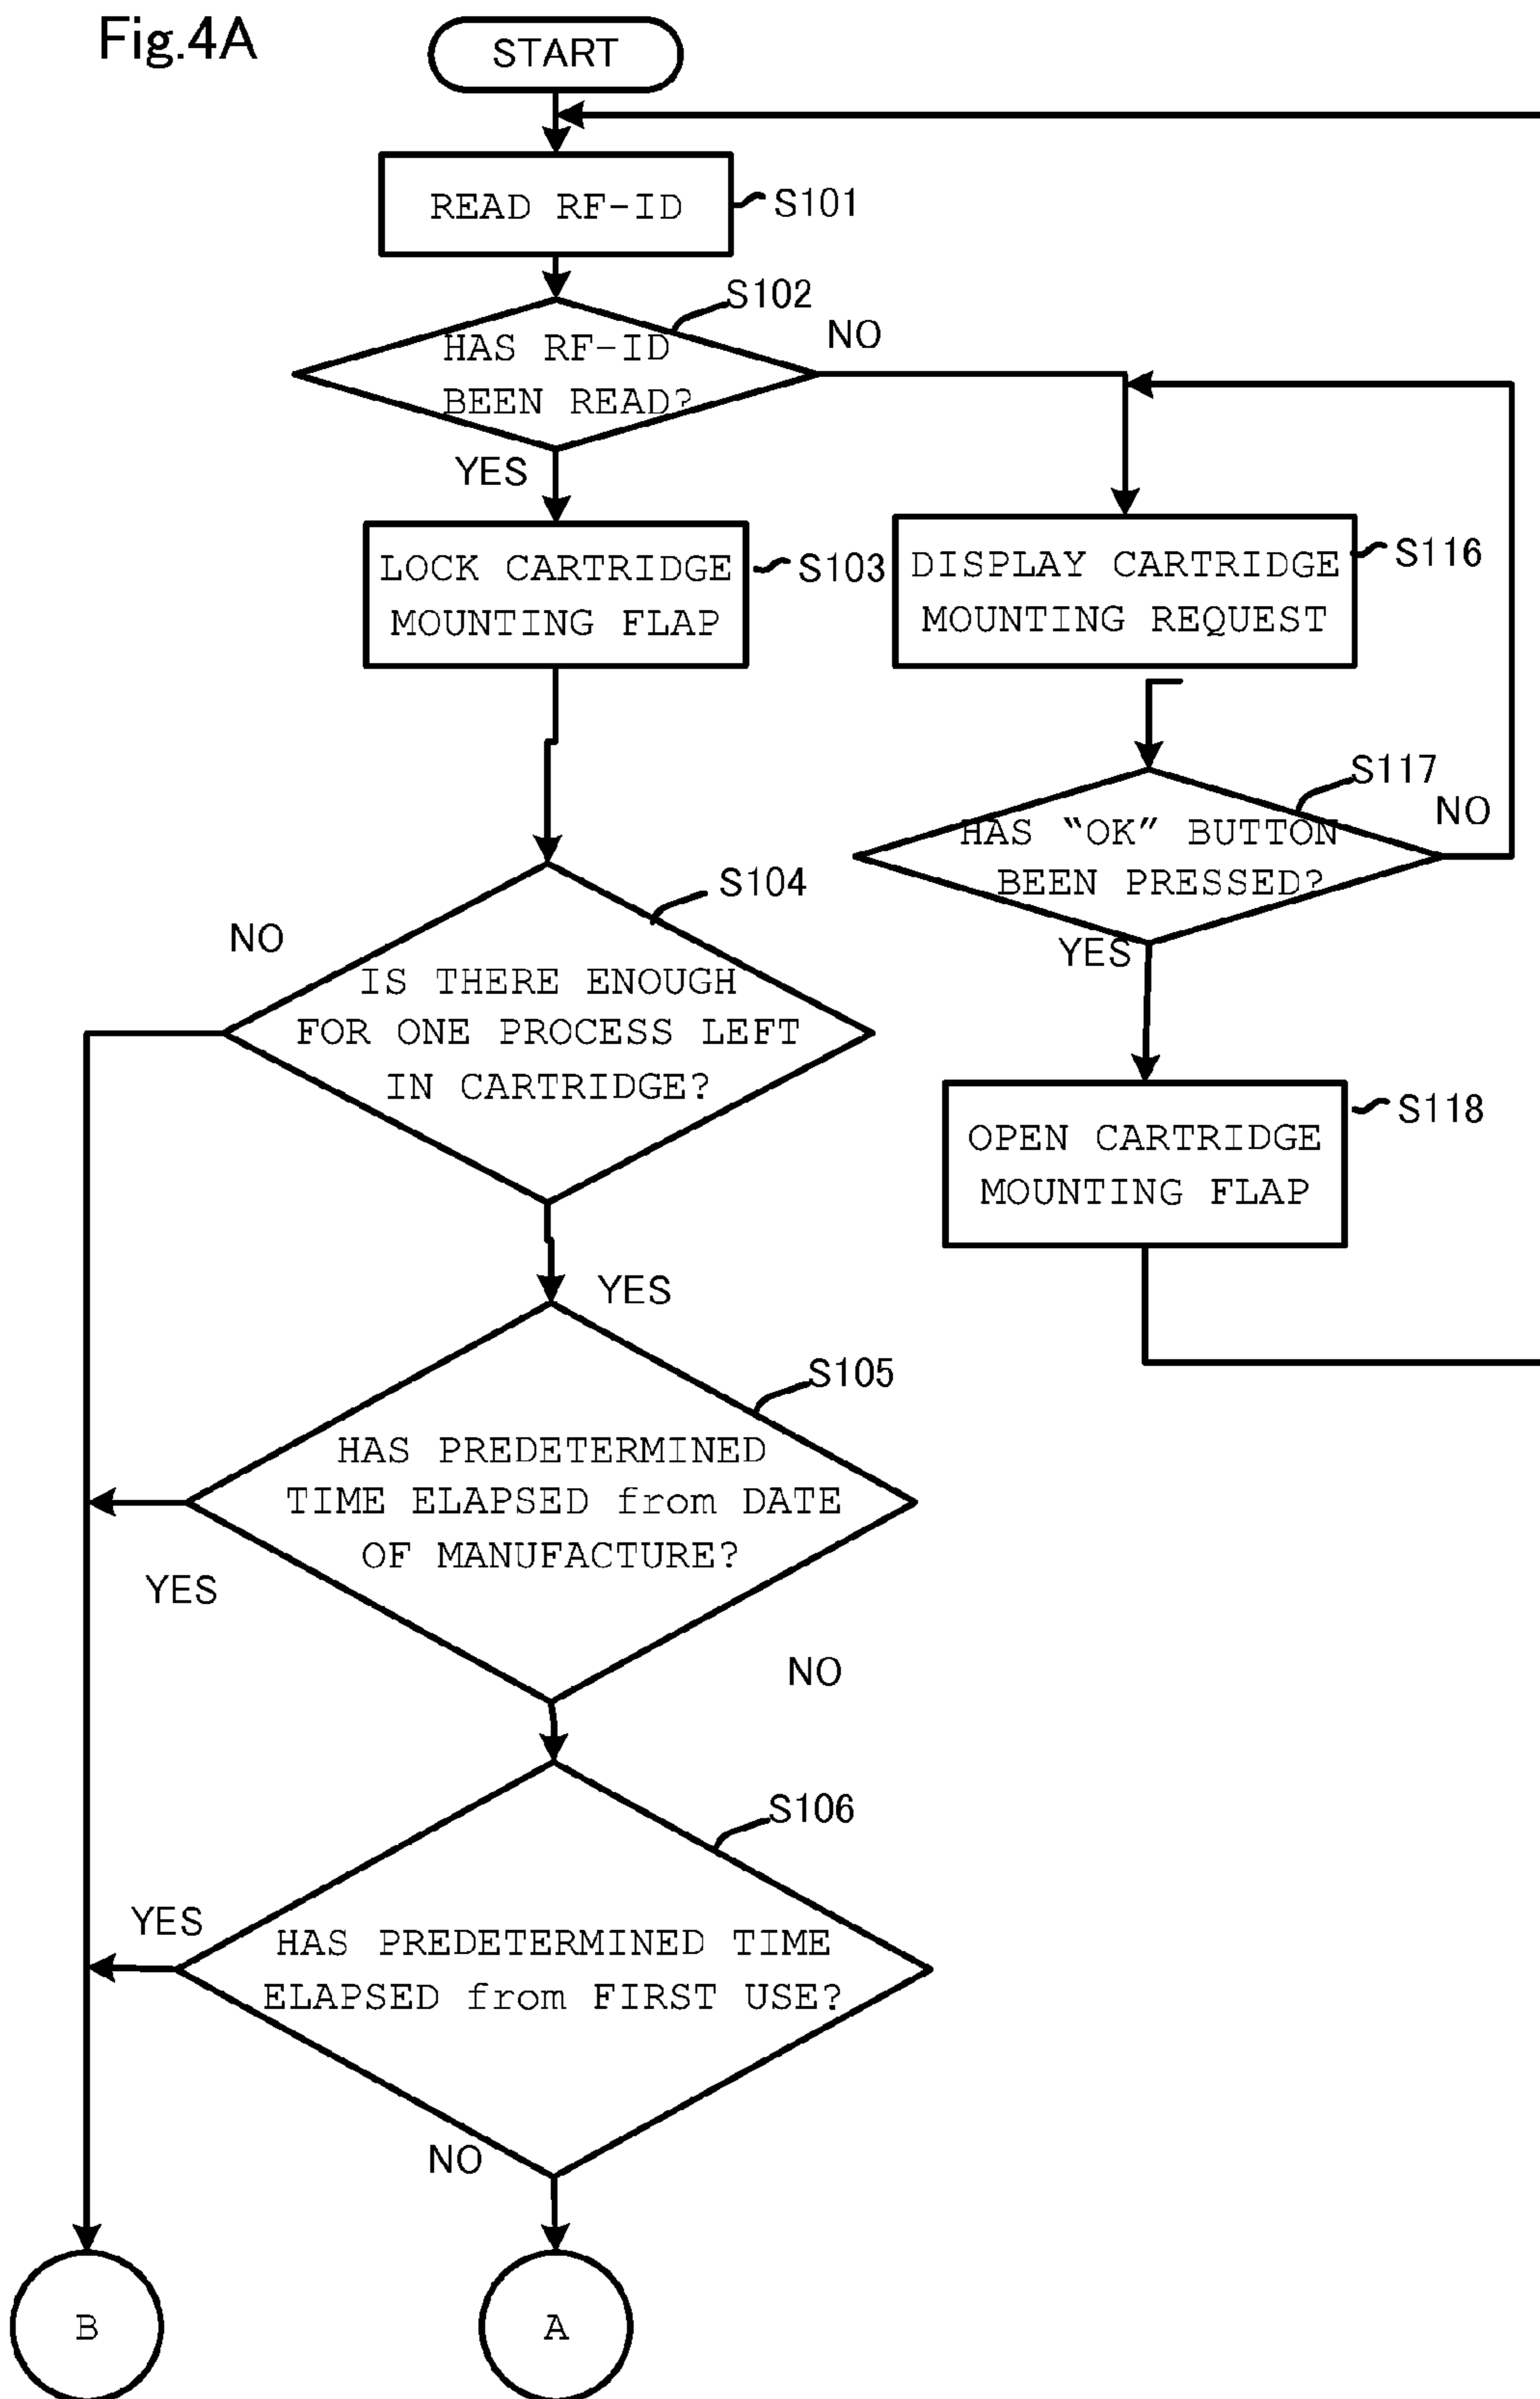 Fig.4A
START
READ RF-ID
S101
S102
HAS RF-ID
BEEN READ?
NO
YES
LOCK CARTRIDGE
MOUNTING FLAP
S103
DISPLAY CARTRIDGE
MOUNTING REQUEST
S116
S117
HAS "OK" BUTTON
BEEN PRESSED?
NO
YES
OPEN CARTRIDGE
MOUNTING FLAP
S118
S104
NO
IS THERE ENOUGH
FOR ONE PROCESS LEFT
IN CARTRIDGE?
YES
S105
HAS PREDETERMINED
TIME ELAPSED from DATE
OF MANUFACTURE?
YES
NO
S106
YES
HAS PREDETERMINED TIME
ELAPSED from FIRST USE?
NO
B
A